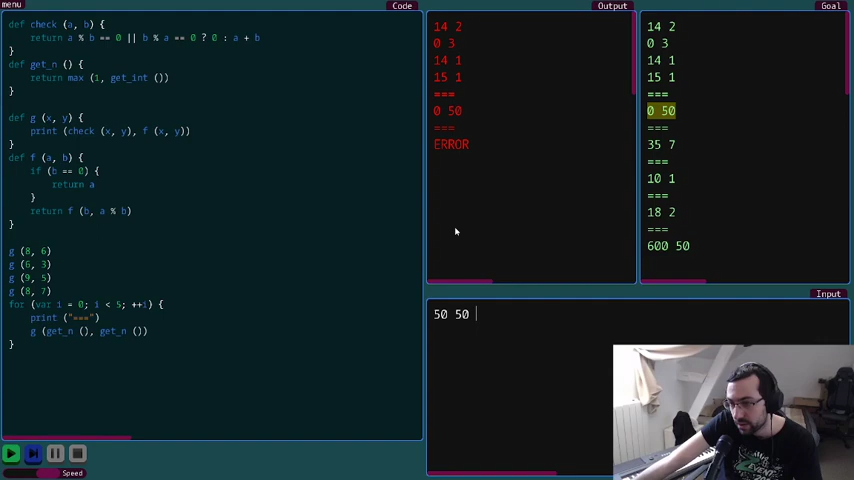 menu
Code
Output
Goal
def check (a, b) {
return a % b == 0 || b % a == 0 ? 0 : a + b
}
def get_n () {
return max (1, get_int ())
}
def g (x, y) {
print (check (x, y), f (x, y))
}
def f (a, b) {
if (b == 0) {
return a
}
return f (b, a % b)
}
g (8, 6)
g (6, 3)
g (9, 5)
g (8, 7)
for (var i = 0; i < 5; ++i) {
print ("===")
g (get_n (), get_n ())
}
14 2
0 3
14 1
15 1
===
0 50
===
ERROR
14 2
0 3
14 1
15 1
===
0 50
===
35 7
===
10 1
===
18 2
===
600 50
Input
50 50
Speed